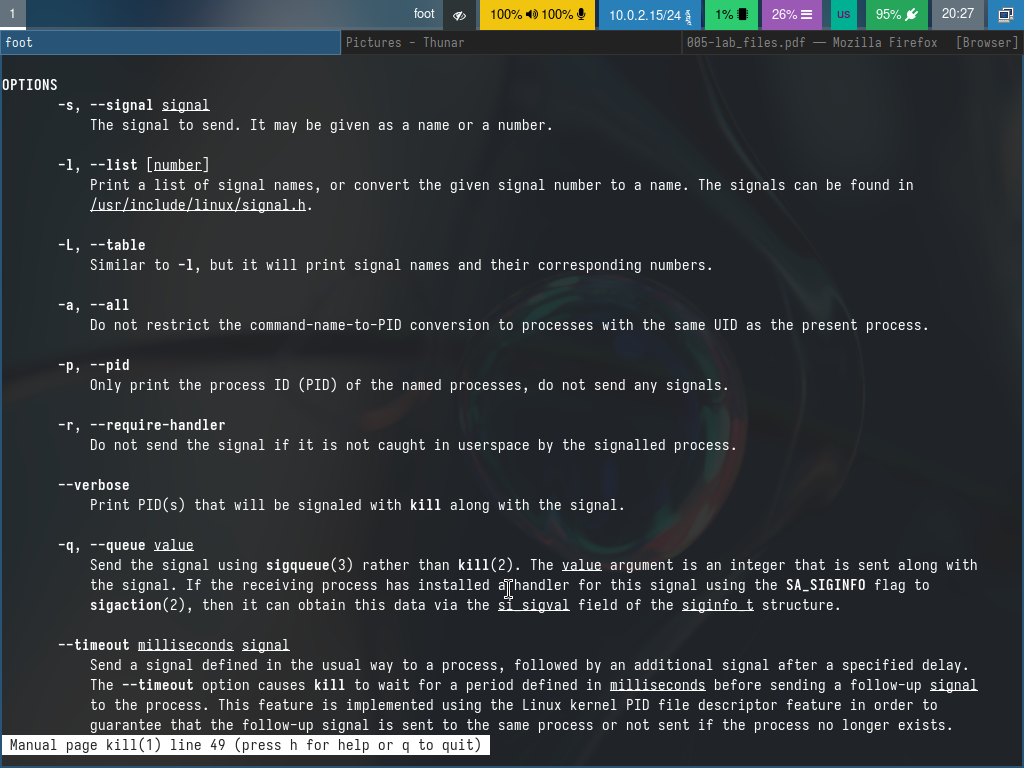 1 foot 100% 100% 10.0.2.15/24 1% 26% us 95% 20:27
foot Pictures - Thunar 005-lab_files.pdf — Mozilla Firefox [Browser]
OPTIONS
-s, --signal signal
The signal to send. It may be given as a name or a number.
-l, --list [number]
Print a list of signal names, or convert the given signal number to a name. The signals can be found in
/usr/include/linux/signal.h.
-L, --table
Similar to -l, but it will print signal names and their corresponding numbers.
-a, --all
Do not restrict the command-name-to-PID conversion to processes with the same UID as the present process.
-p, --pid
Only print the process ID (PID) of the named processes, do not send any signals.
-r, --require-handler
Do not send the signal if it is not caught in userspace by the signalled process.
--verbose
Print PID(s) that will be signaled with kill along with the signal.
-q, --queue value
Send the signal using sigqueue(3) rather than kill(2). The value argument is an integer that is sent along with
the signal. If the receiving process has installed a handler for this signal using the SA_SIGINFO flag to
sigaction(2), then it can obtain this data via the si_sigval field of the siginfo_t structure.
--timeout milliseconds signal
Send a signal defined in the usual way to a process, followed by an additional signal after a specified delay.
The --timeout option causes kill to wait for a period defined in milliseconds before sending a follow-up signal
to the process. This feature is implemented using the Linux kernel PID file descriptor feature in order to
guarantee that the follow-up signal is sent to the same process or not sent if the process no longer exists.
Manual page kill(1) line 49 (press h for help or q to quit)